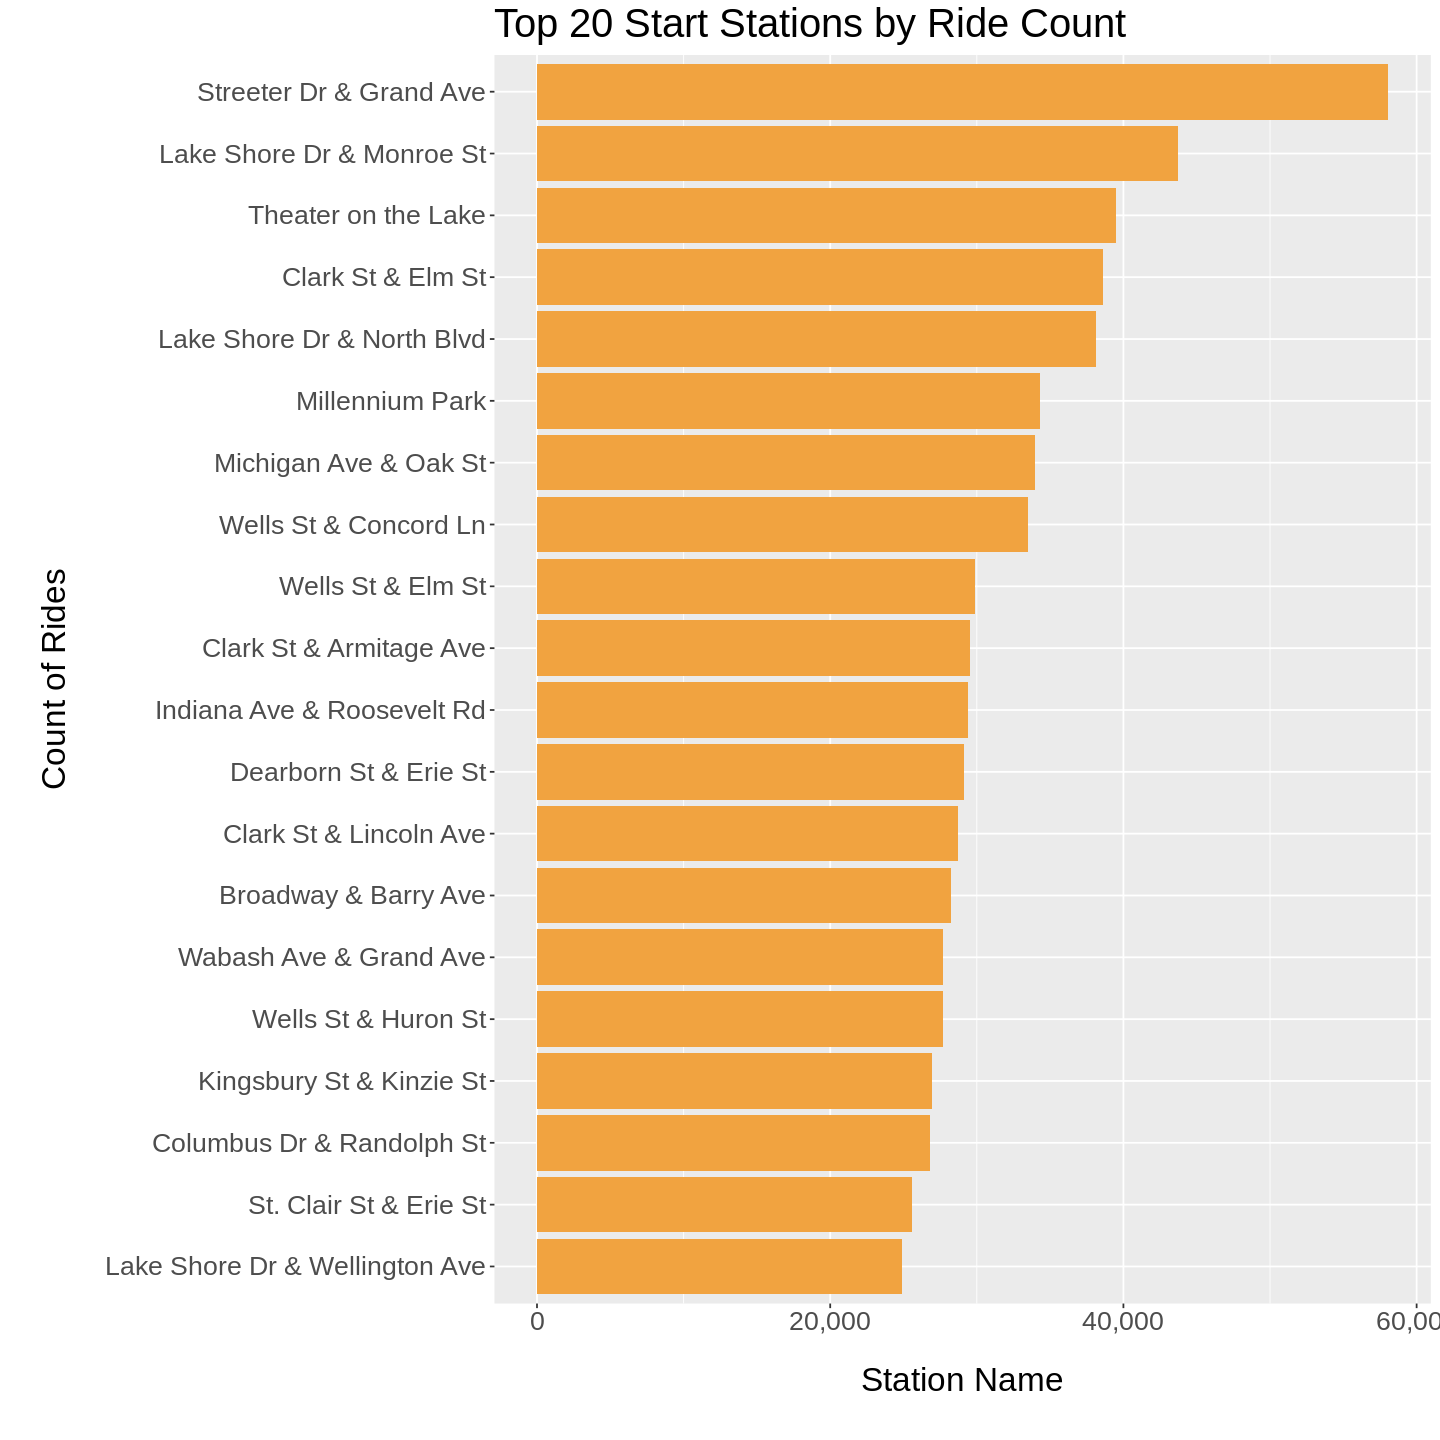 Top 20 Start Stations by Ride Count
Streeter Dr & Grand Ave
Lake Shore Dr & Monroe St
Theater on the Lake
Clark St & Elm St
Lake Shore Dr & North Blvd
Millennium Park
Michigan Ave & Oak St
Wells St & Concord Ln
Wells St & Elm St
Clark St & Armitage Ave
Indiana Ave & Roosevelt Rd
Dearborn St & Erie St
Clark St & Lincoln Ave
Broadway & Barry Ave
Wabash Ave & Grand Ave
Wells St & Huron St
Kingsbury St & Kinzie St
Columbus Dr & Randolph St
St. Clair St & Erie St
Lake Shore Dr & Wellington Ave
Count of Rides
0 20,000 40,000 60,00
Station Name